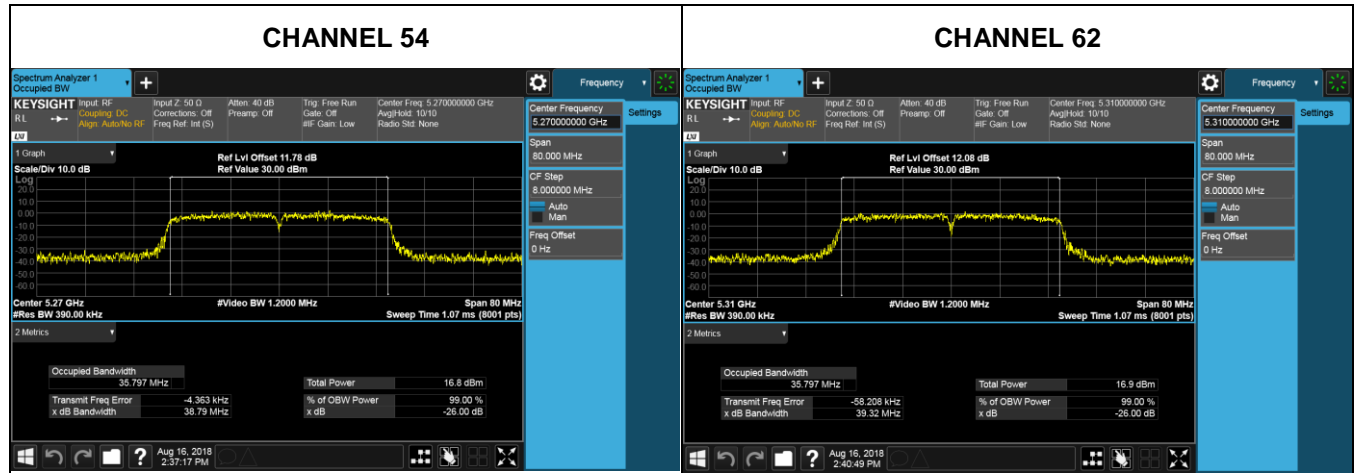 CHANNEL 54
Spectrum Analyzer 1
Occupied BW
Frequency
KEYSIGHT
Input: RF
Input Z: 50 Ω
Atten: 40 dB
Trig: Free Run
Center Freq: 5.270000000 GHz
RL
Coupling: DC
Corrections: Off
Preamp: Off
Gate: Off
Avg|Hold: 10/10
Align: Auto/No RF
Freq Ref: Int (S)
#IF Gain: Low
Radio Std: None
LXI
Center Frequency
5.270000000 GHz
Settings
Span
80.000 MHz
CF Step
8.000000 MHz
Auto
Man
Freq Offset
0 Hz
1 Graph
Ref Lvl Offset 11.78 dB
Scale/Div 10.0 dB
Ref Value 30.00 dBm
Log
20.0
10.0
0.00
-10.0
-20.0
-30.0
-40.0
-50.0
-60.0
Center 5.27 GHz
#Video BW 1.2000 MHz
Span 80 MHz
#Res BW 390.00 kHz
Sweep Time 1.07 ms (8001 pts)
2 Metrics
Occupied Bandwidth
35.797 MHz
Total Power 16.8 dBm
Transmit Freq Error -4.363 kHz
% of OBW Power 99.00 %
x dB Bandwidth 38.79 MHz
x dB -26.00 dB
?
Aug 16, 2018
2:37:17 PM
CHANNEL 62
Spectrum Analyzer 1
Occupied BW
Frequency
KEYSIGHT
Input: RF
Input Z: 50 Ω
Atten: 40 dB
Trig: Free Run
Center Freq: 5.310000000 GHz
RL
Coupling: DC
Corrections: Off
Preamp: Off
Gate: Off
Avg|Hold: 10/10
Align: Auto/No RF
Freq Ref: Int (S)
#IF Gain: Low
Radio Std: None
LXI
Center Frequency
5.310000000 GHz
Settings
Span
80.000 MHz
CF Step
8.000000 MHz
Auto
Man
Freq Offset
0 Hz
1 Graph
Ref Lvl Offset 12.08 dB
Scale/Div 10.0 dB
Ref Value 30.00 dBm
Log
20.0
10.0
0.00
-10.0
-20.0
-30.0
-40.0
-50.0
-60.0
Center 5.31 GHz
#Video BW 1.2000 MHz
Span 80 MHz
#Res BW 390.00 kHz
Sweep Time 1.07 ms (8001 pts)
2 Metrics
Occupied Bandwidth
35.797 MHz
Total Power 16.9 dBm
Transmit Freq Error -58.208 kHz
% of OBW Power 99.00 %
x dB Bandwidth 39.32 MHz
x dB -26.00 dB
?
Aug 16, 2018
2:40:49 PM